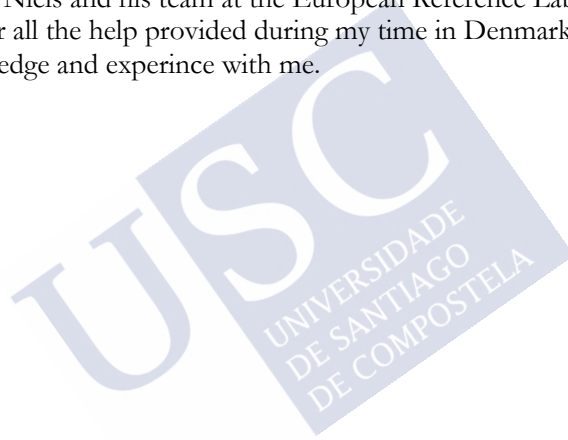 Niels and his team at the European Reference Lab
r all the help provided during my time in Denmark
edge and experince with me.
USC
UNIVERSIDADE
DE SANTIAGO
DE COMPOSTELA